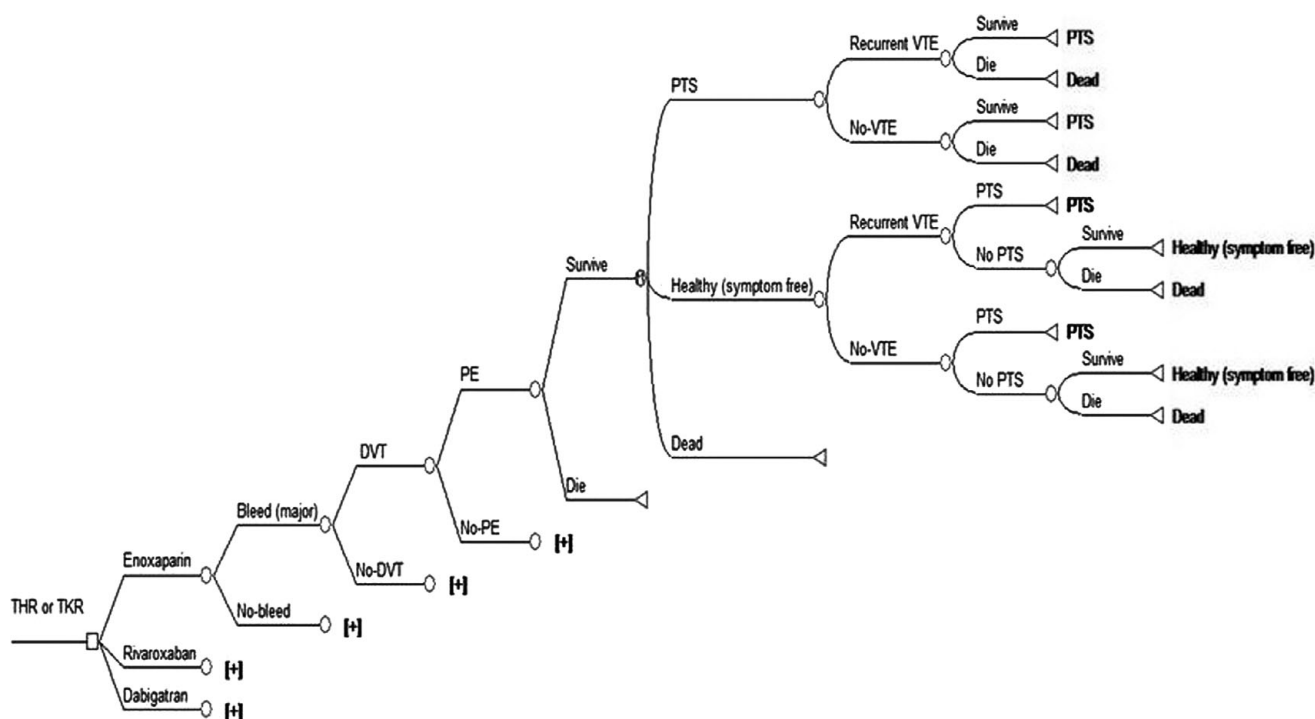 Survive
PTS
Recurrent VTE
Die
Dead
PTS
Survive
PTS
No-VTE
Die
Dead
PTS
PTS
Recurrent VTE
Survive
Healthy (symptom free)
No PTS
Survive
Die
Dead
Healthy (symptom free)
PTS
PTS
No-VTE
Survive
Healthy (symptom free)
PE
No PTS
Die
Dead
DVT
Dead
Die
Bleed (major)
No-PE
[+]
Enoxaparin
No-DVT
[+]
THR or TKR
No-bleed
[+]
Rivaroxaban
[+]
Dabigatran
[+]